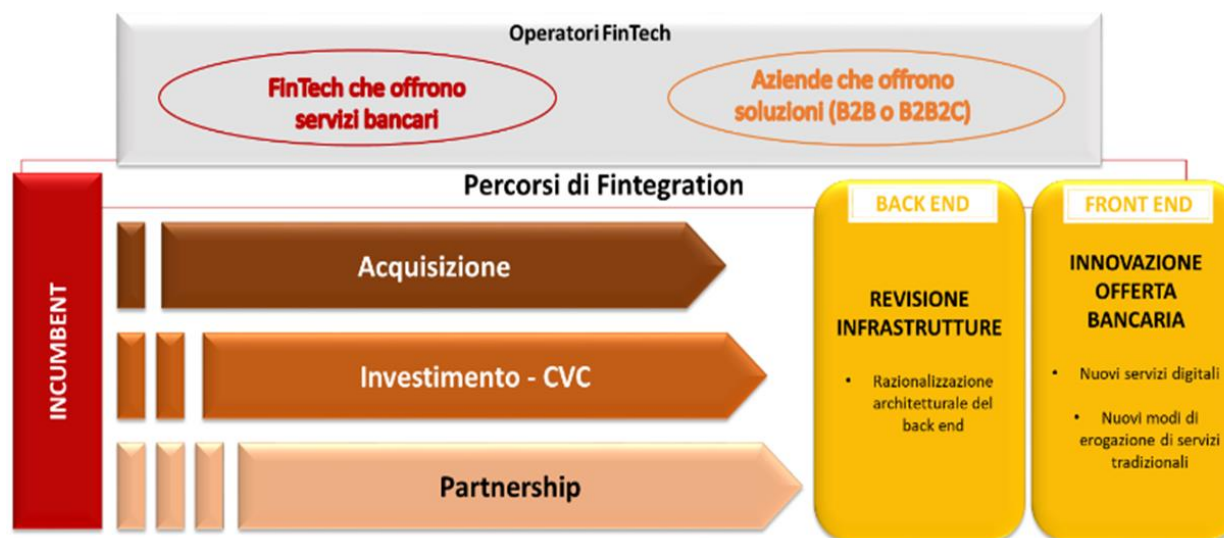 Operatori FinTech
FinTech che offrono
servizi bancari
Aziende che offrono
soluzioni (B2B o B2B2C)
Percorsi di Fintegration
INCUMBENT
Acquisizione
Investimento - CVC
Partnership
BACK END
REVISIONE
INFRASTRUTTURE
• Razionalizzazione
architetturale del
back end
FRONT END
INNOVAZIONE
OFFERTA
BANCARIA
• Nuovi servizi digitali
• Nuovi modi di
erogazione di servizi
tradizionali